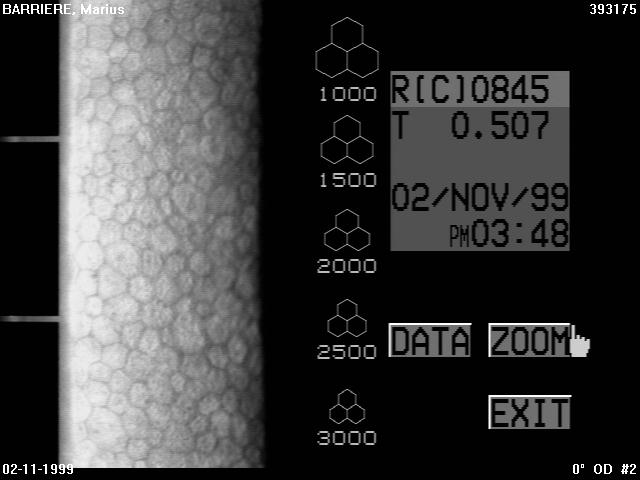 BARRIERE, Marius
393175
1000
1500
2000
2500
3000
R[C]0845
T 0.507
02/NOV/99
PM03:48
DATA
ZOOM
EXIT
02-11-1999
0° OD #2